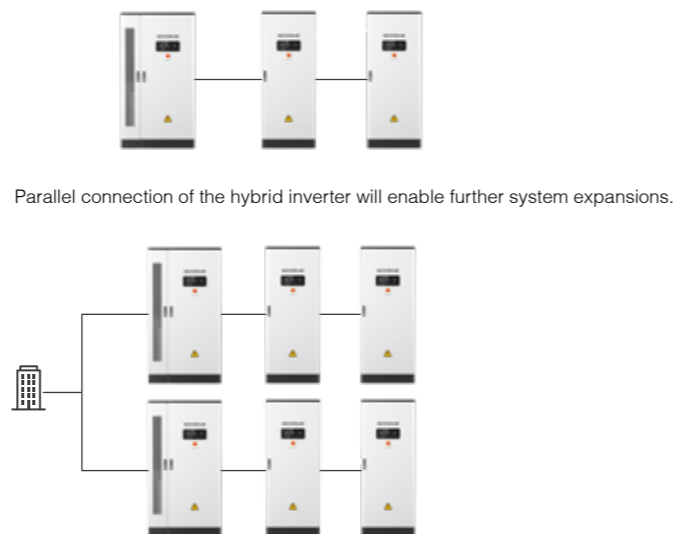 Parallel connection of the hybrid inverter will enable further system expansions.